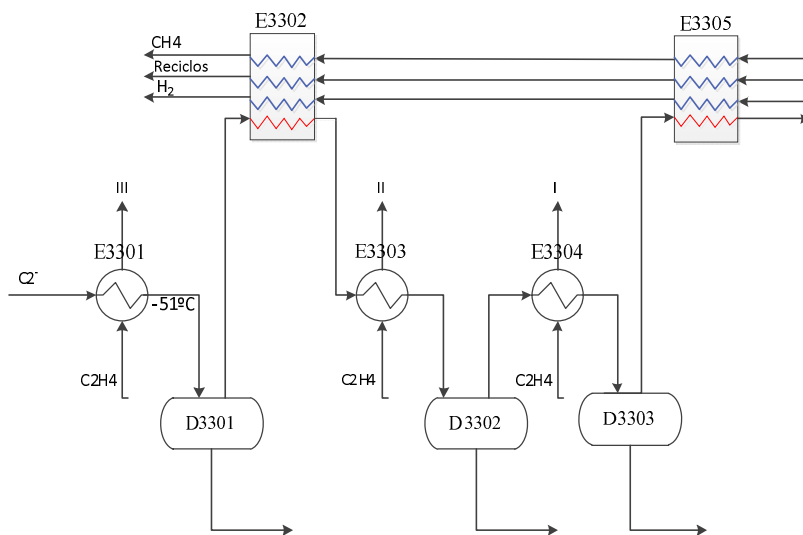 E3302
E3305
CH4
Reciclos
H2
III
II
I
E3301
E3303
E3304
C2-
-51ºC
C2H4
C2H4
C2H4
D3301
D3302
D3303